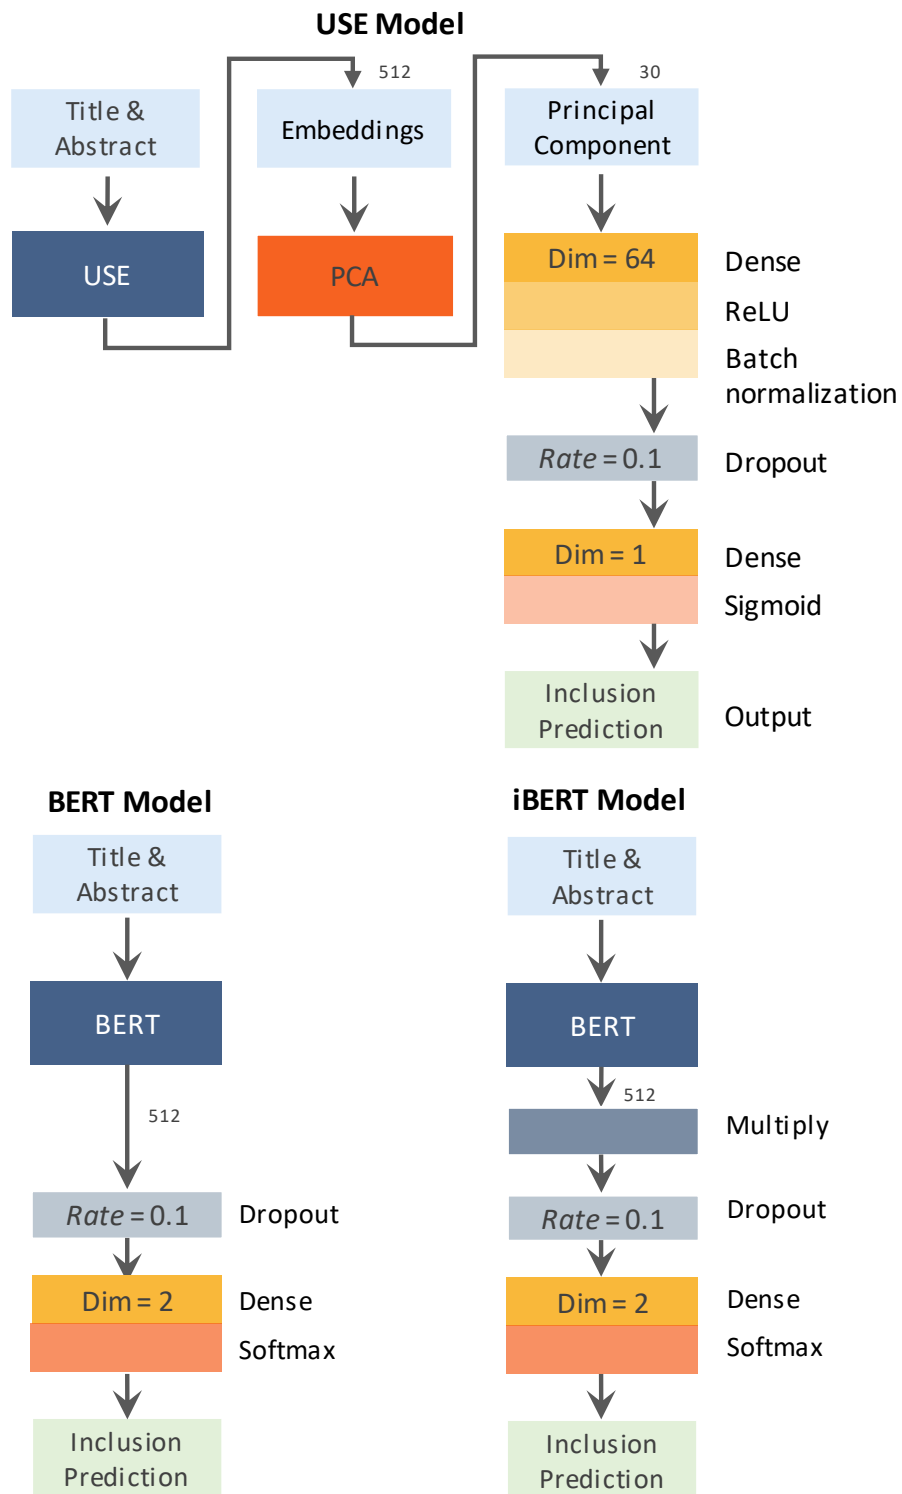 USE Model
Title &
Abstract
USE
512
Embeddings
PCA
30
Principal
Component
Dim = 64
Dense
ReLU
Batch
normalization
Rate = 0.1
Dropout
Dim = 1
Dense
Sigmoid
Inclusion
Prediction
Output
BERT Model
Title &
Abstract
BERT
512
Rate = 0.1
Dropout
Dim = 2
Dense
Softmax
Inclusion
Prediction
iBERT Model
Title &
Abstract
BERT
512
Multiply
Rate = 0.1
Dropout
Dim = 2
Dense
Softmax
Inclusion
Prediction